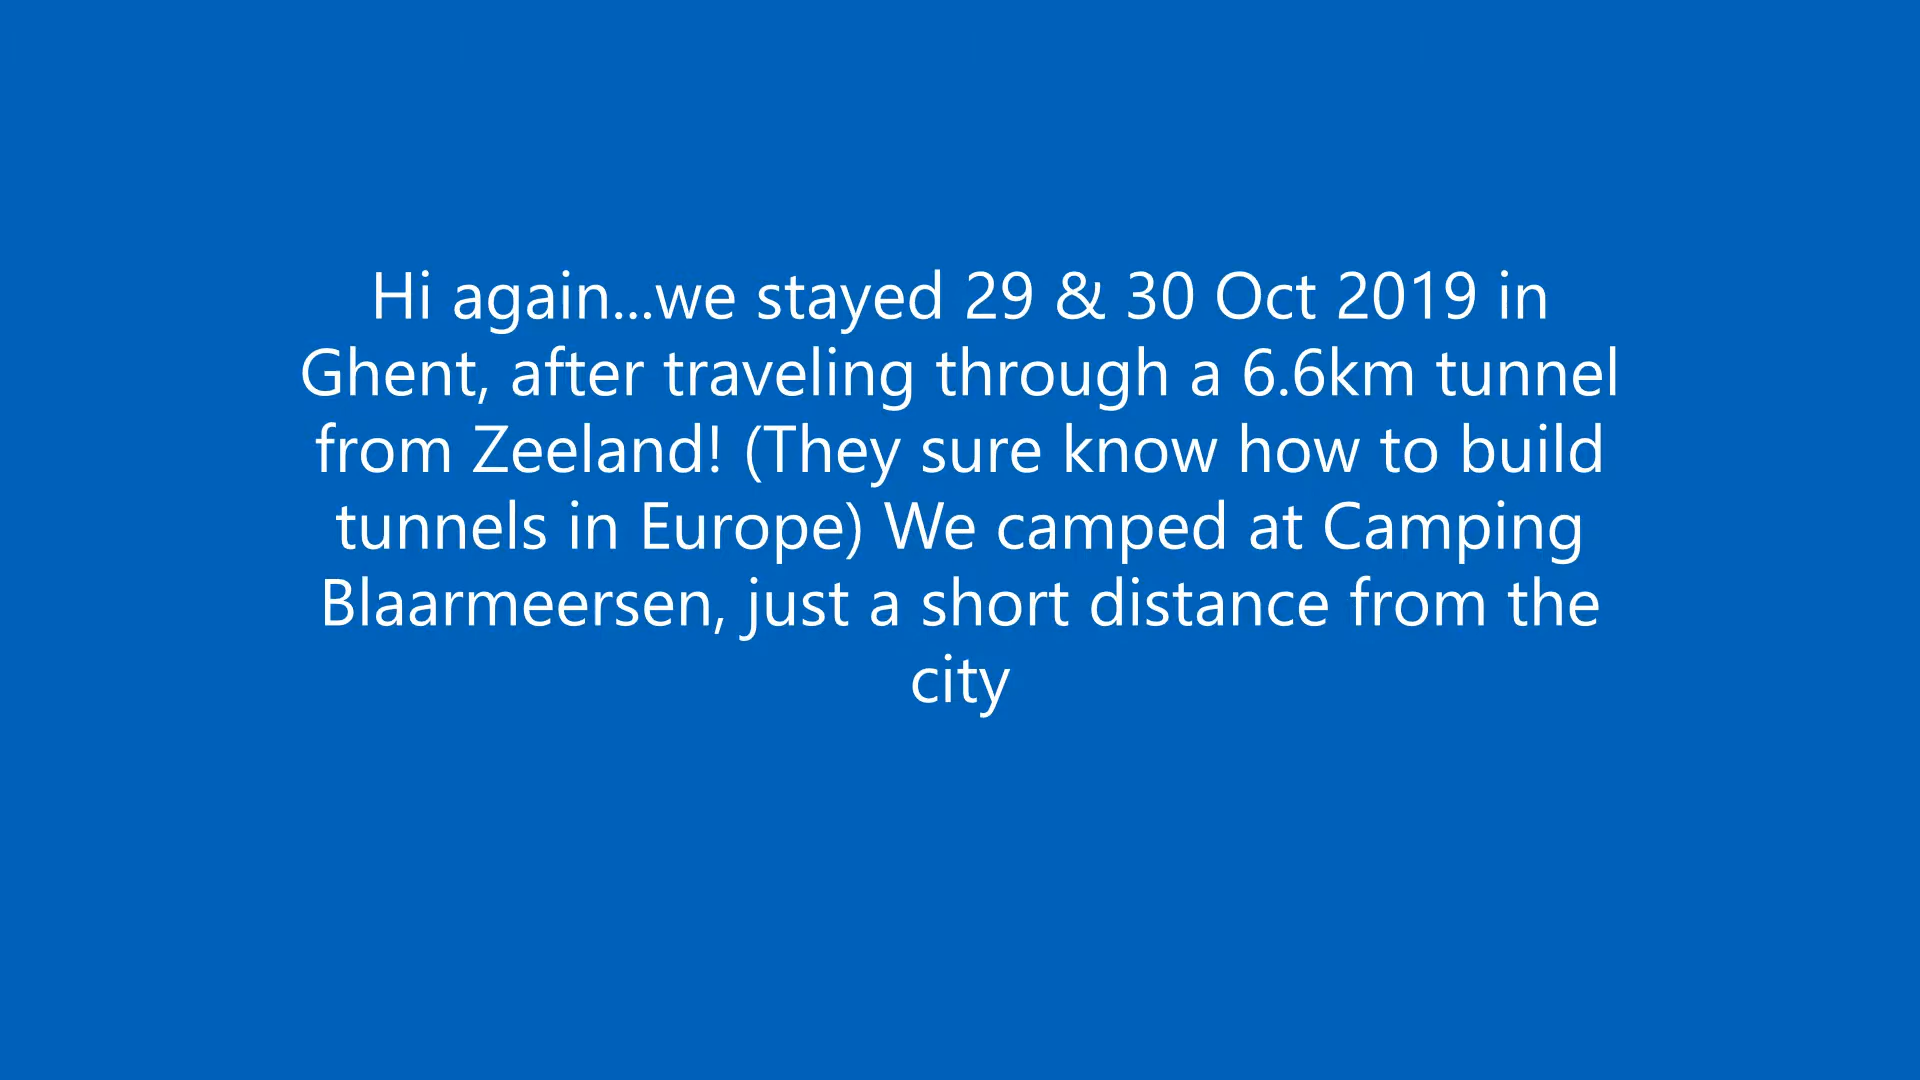 Hi again...we stayed 29 & 30 Oct 2019 in
Ghent, after traveling through a 6.6km tunnel
from Zeeland! (They sure know how to build
tunnels in Europe) We camped at Camping
Blaarmeersen, just a short distance from the
city